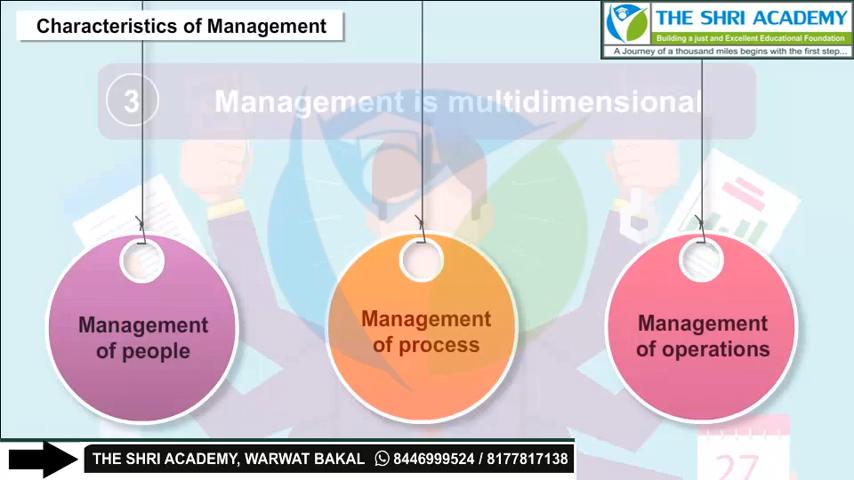 Characteristics of Management
THE SHRI ACADEMY
Building a just and Excellent Educational Foundation
A Journey of a thousand miles begins with the first step...
3 Management is multidimensional
Management
of people
Management
of process
Management
of operations
27
THE SHRI ACADEMY, WARWAT BAKAL 8446999524 / 8177817138